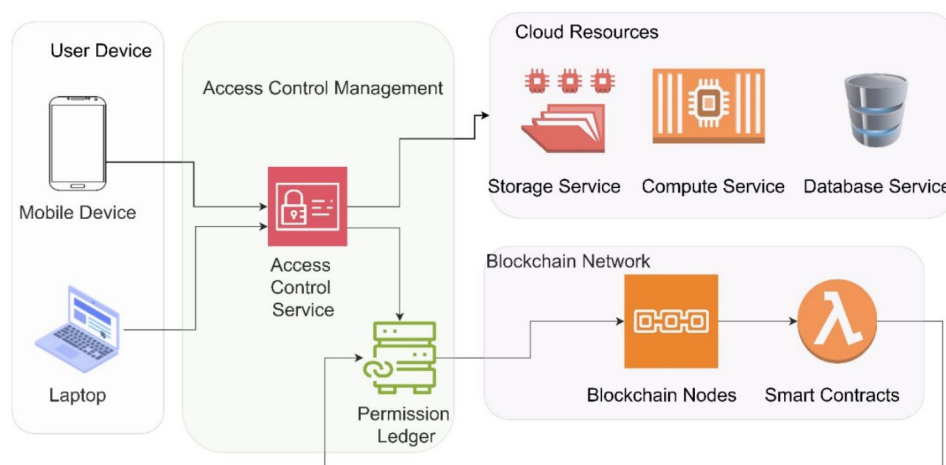 User Device
Mobile Device
Laptop
Access Control Management
Access
Control
Service
Permission
Ledger
Cloud Resources
Storage Service
Compute Service
Database Service
Blockchain Network
Blockchain Nodes
Smart Contracts